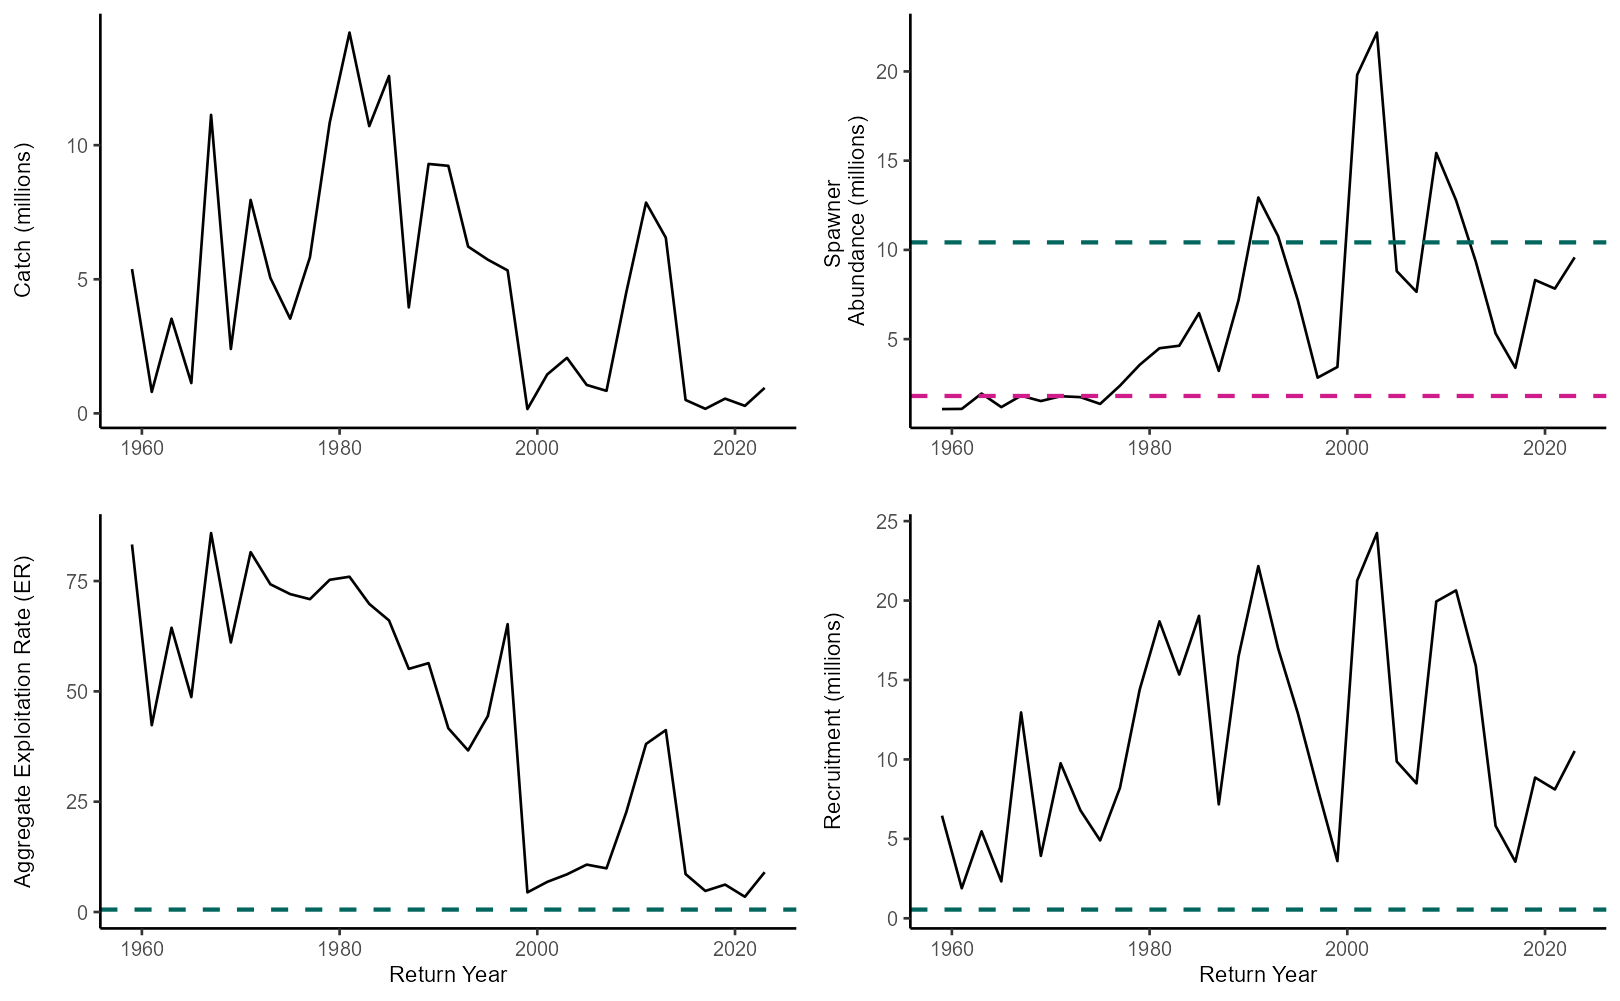 Catch (millions)
10
5
0
1960 1980 2000 2020
Spawner
Abundance (millions)
20
15
10
5
1960 1980 2000 2020
Aggregate Exploitation Rate (ER)
75
50
25
0
1960 1980 2000 2020
Return Year
Recruitment (millions)
25
20
15
10
5
0
1960 1980 2000 2020
Return Year